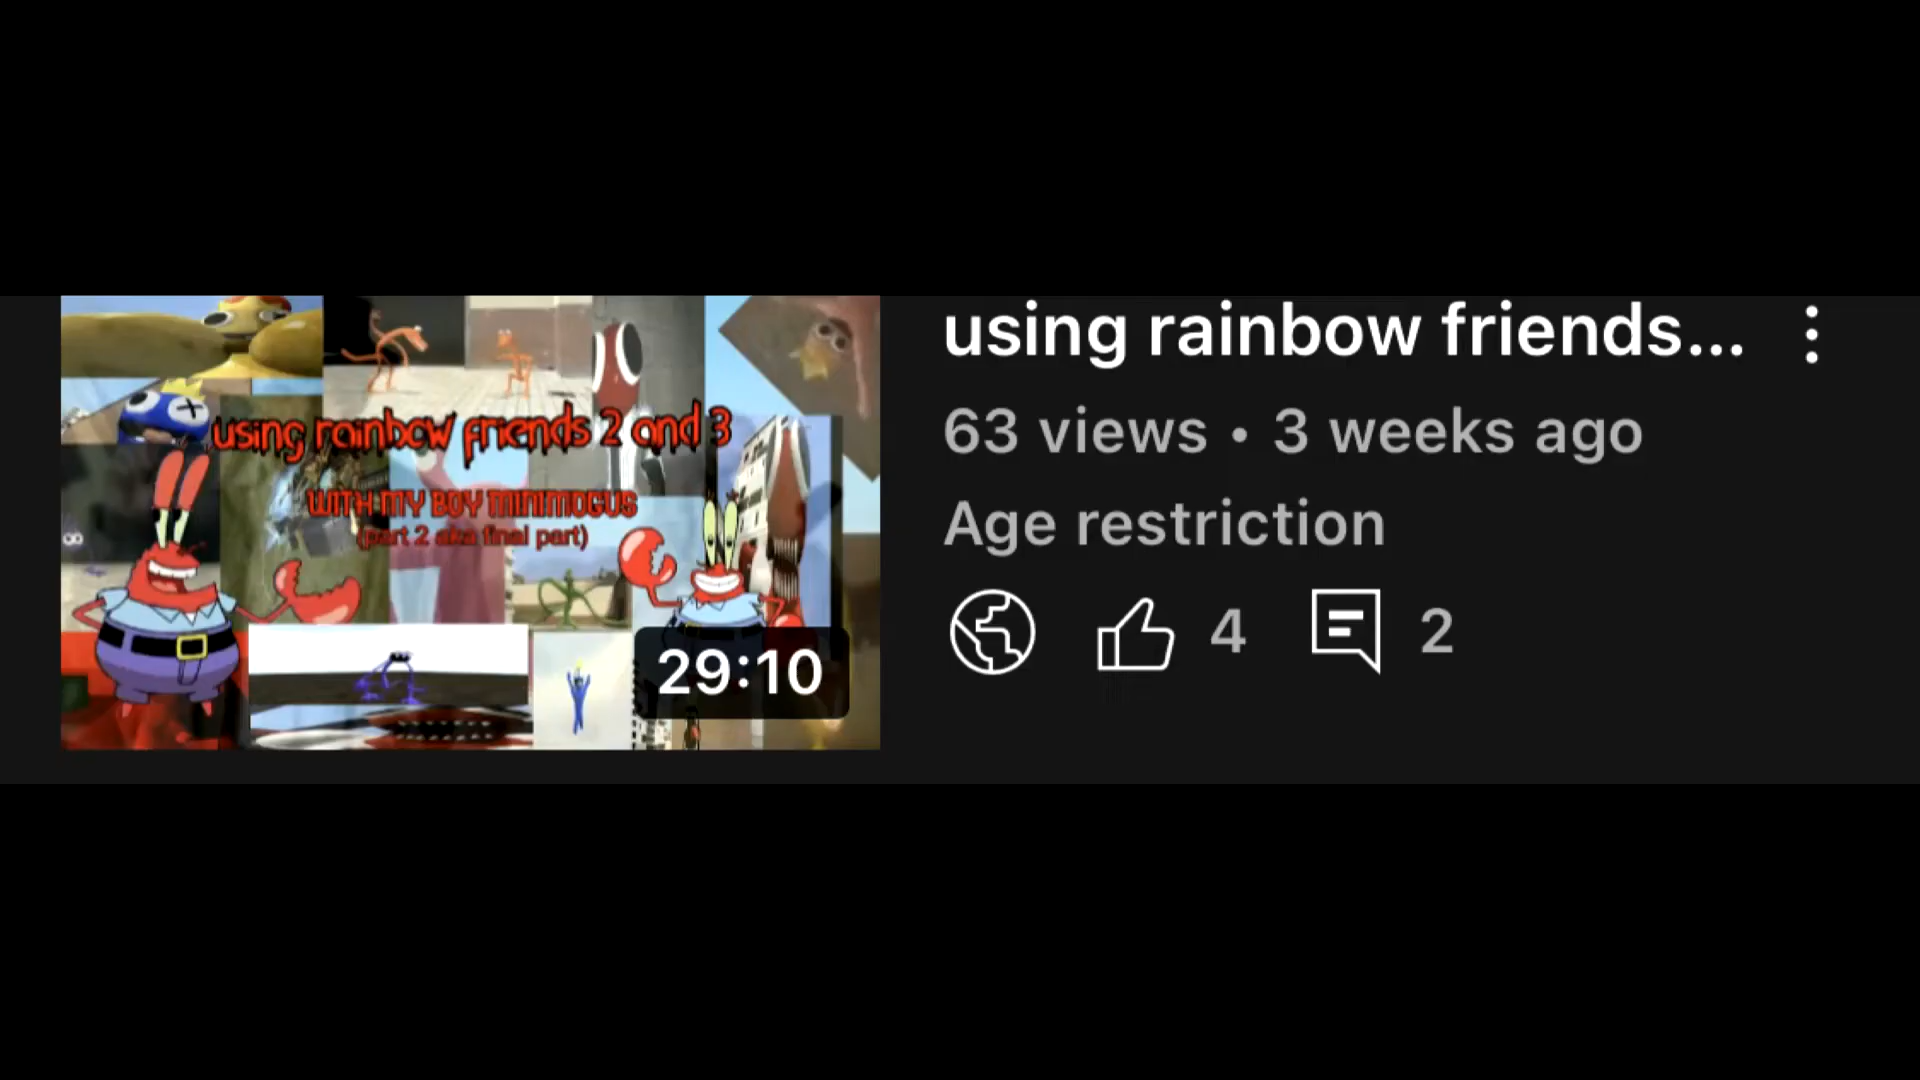 using rainbow friends 2 and 3
WITH MY BOY MINIMOGUS
(part 2 aka final part)
29:10
using rainbow friends...
63 views • 3 weeks ago
Age restriction
4
2